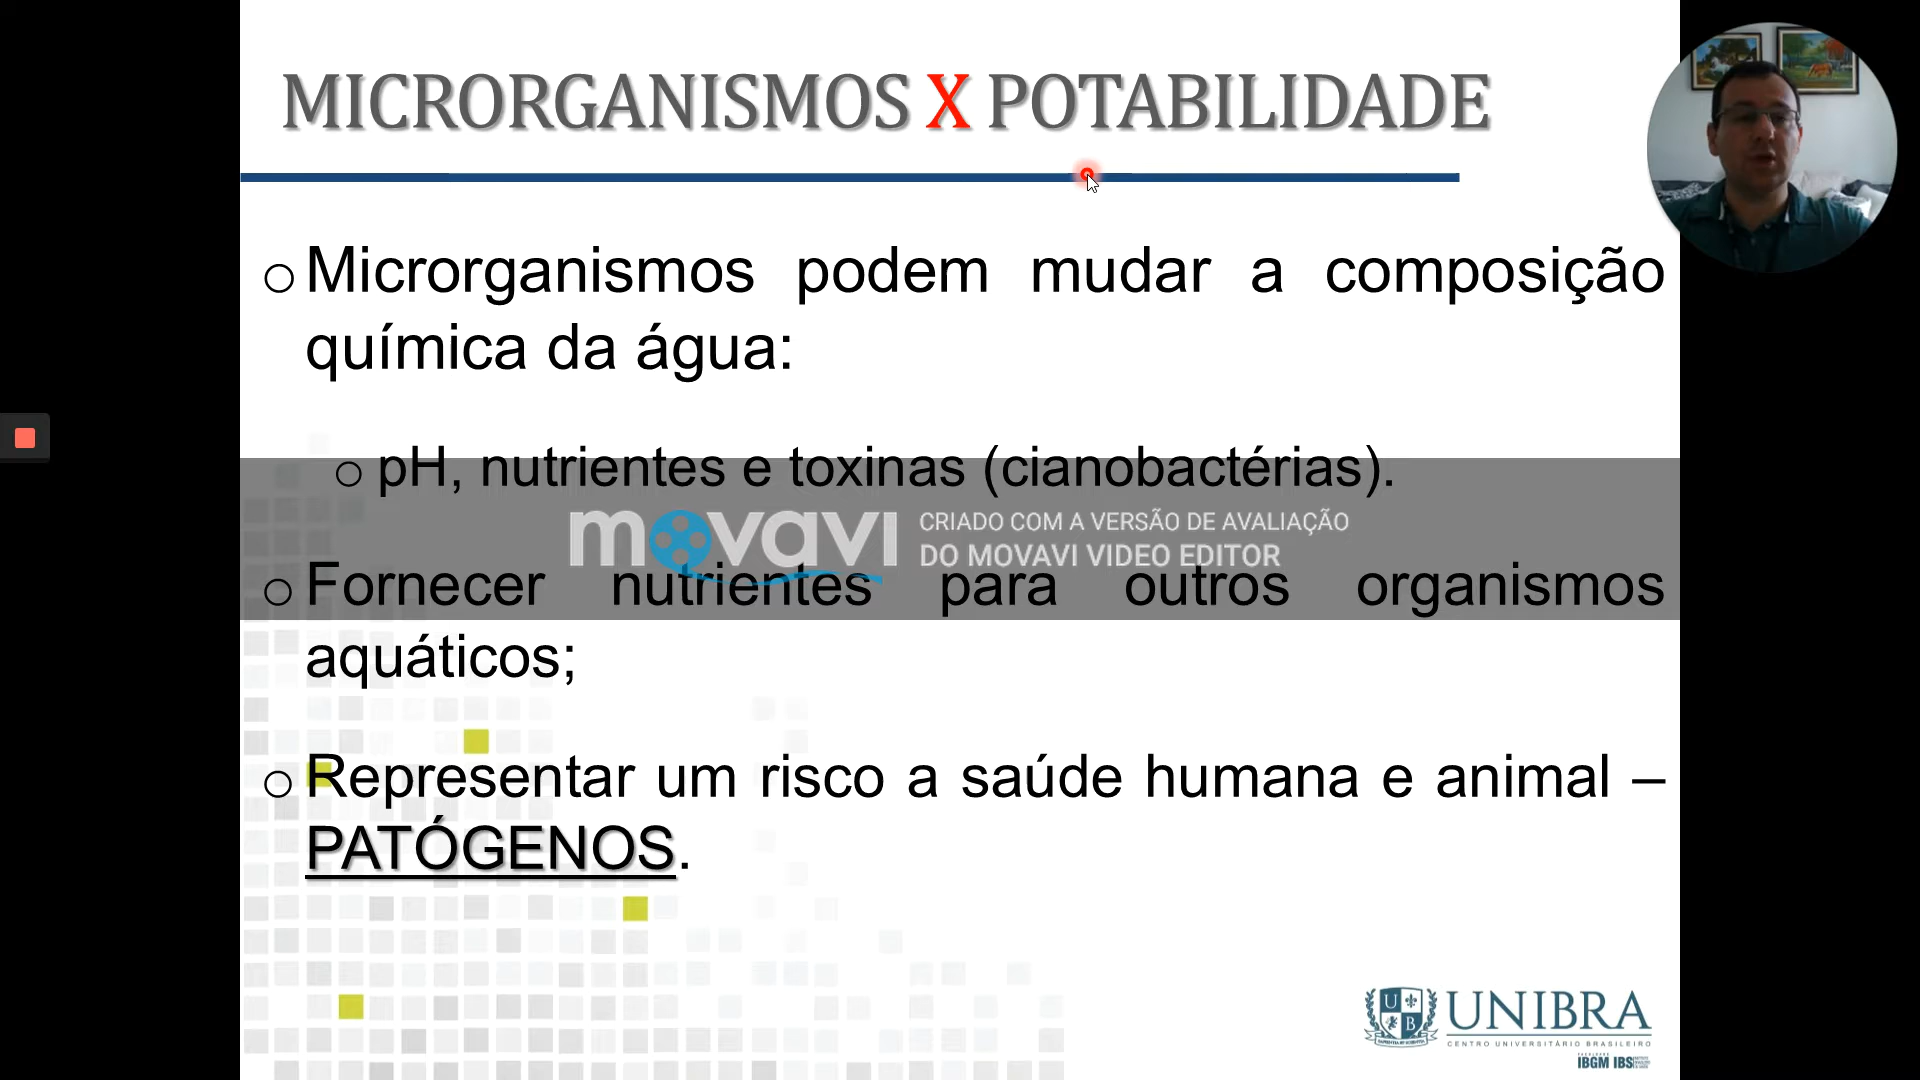 MICRORGANISMOS X POTABILIDADE
o Microrganismos podem mudar a composição
química da água:
o pH, nutrientes e toxinas (cianobactérias).
movavi
CRIADO COM A VERSÃO DE AVALIAÇÃO
DO MOVAVI VIDEO EDITOR
o Fornecer nutrientes para outros organismos
aquáticos;
o Representar um risco a saúde humana e animal –
PATÓGENOS.
U
B
UNIBRA
CENTRO UNIVERSITÁRIO BRASILEIRO
IBGM IBS